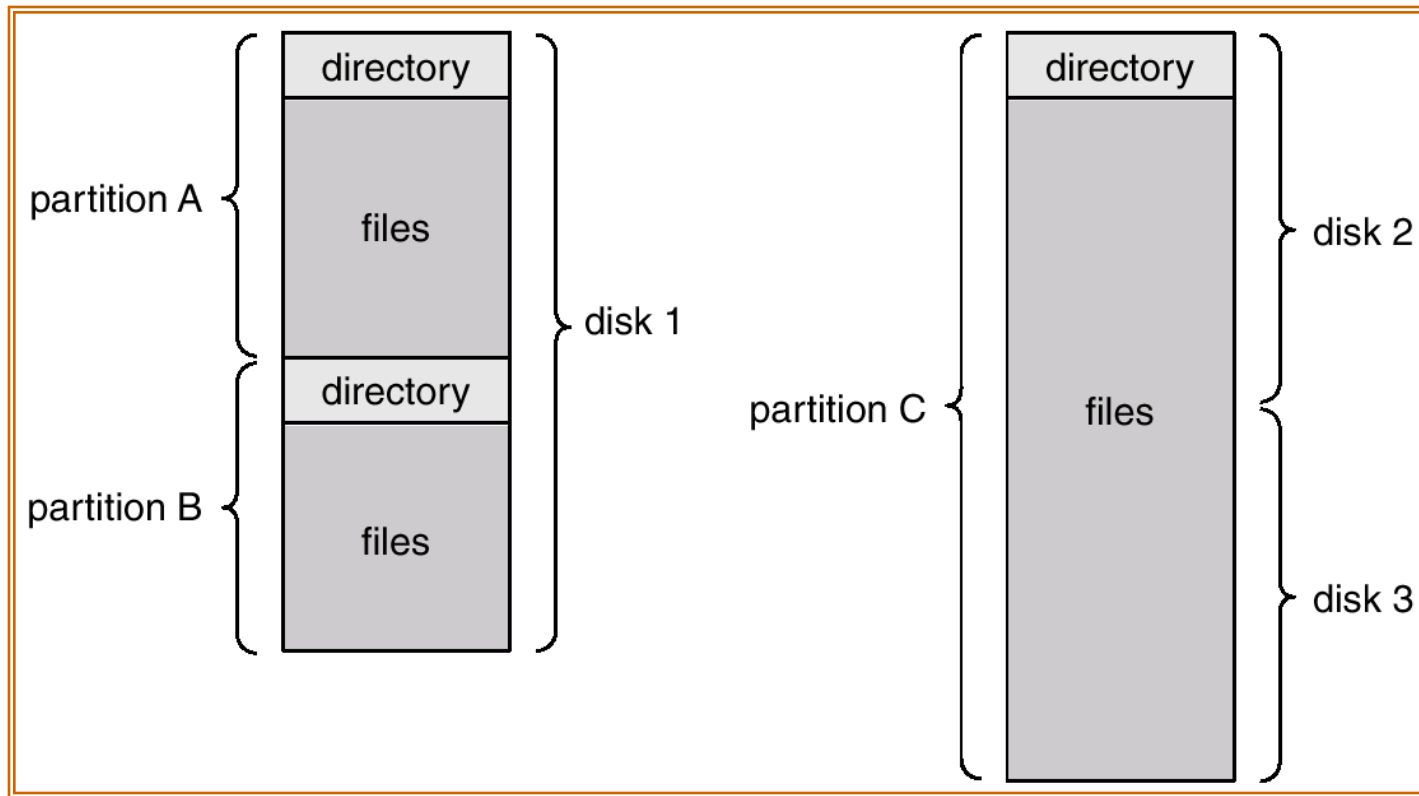 directory
partition A
files
disk 1
directory
partition B
files
directory
disk 2
partition C
files
disk 3